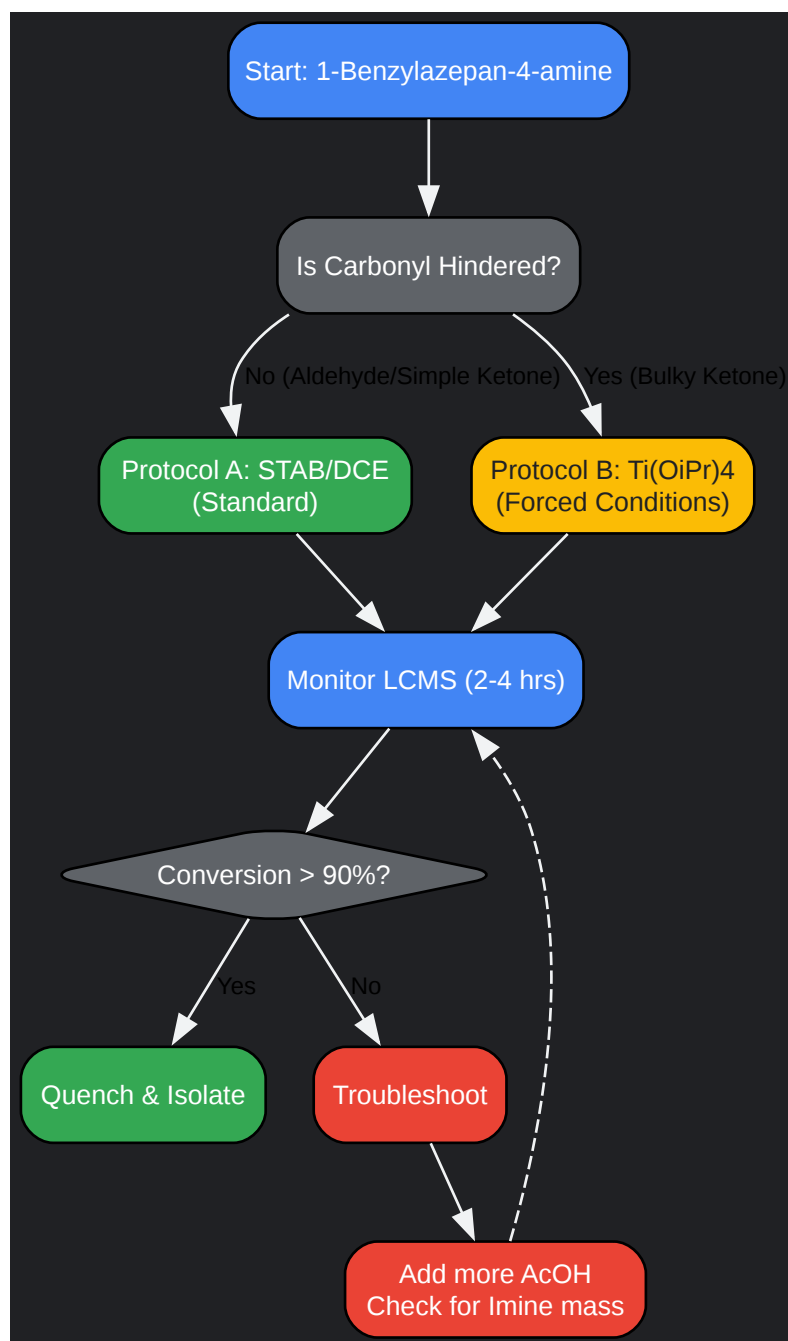 Start: 1-Benzylazepan-4-amine
Is Carbonyl Hindered?
No (Aldehyde/Simple Ketone)
Yes (Bulky Ketone)
Protocol A: STAB/DCE
(Standard)
Protocol B: Ti(OiPr)4
(Forced Conditions)
Monitor LCMS (2-4 hrs)
Conversion > 90%?
Yes
No
Quench & Isolate
Troubleshoot
Add more AcOH
Check for Imine mass